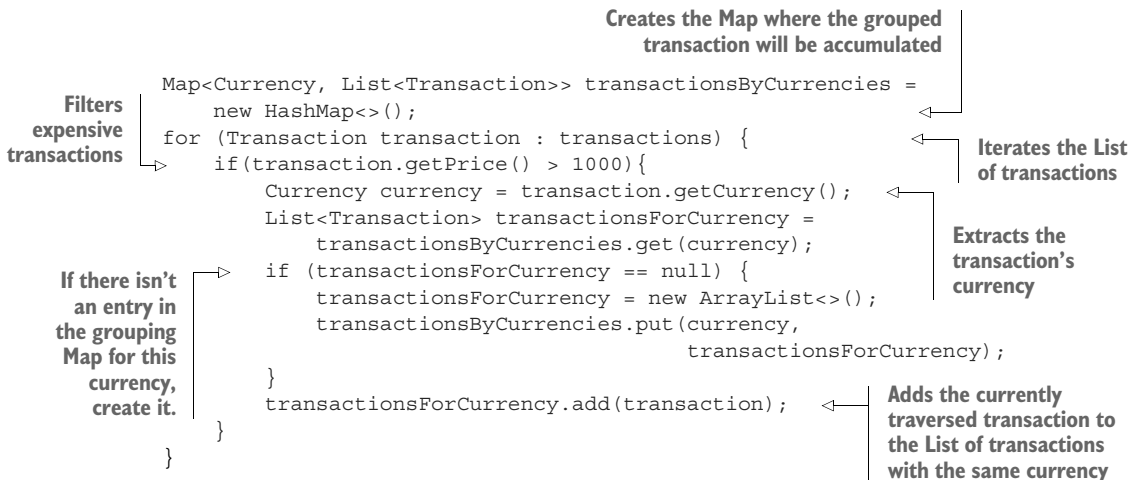 Creates the Map where the grouped
transaction will be accumulated
Map<Currency, List<Transaction>> transactionsByCurrencies =
new HashMap<>();
Filters
expensive
transactions
for (Transaction transaction : transactions) {
Iterates the List
of transactions
if(transaction.getPrice() > 1000){
Currency currency = transaction.getCurrency();
Extracts the
transaction's
currency
List<Transaction> transactionsForCurrency =
transactionsByCurrencies.get(currency);
If there isn't
an entry in
the grouping
Map for this
currency,
create it.
if (transactionsForCurrency == null) {
transactionsForCurrency = new ArrayList<>();
transactionsByCurrencies.put(currency,
transactionsForCurrency);
}
transactionsForCurrency.add(transaction);
Adds the currently
traversed transaction to
the List of transactions
with the same currency
}
}